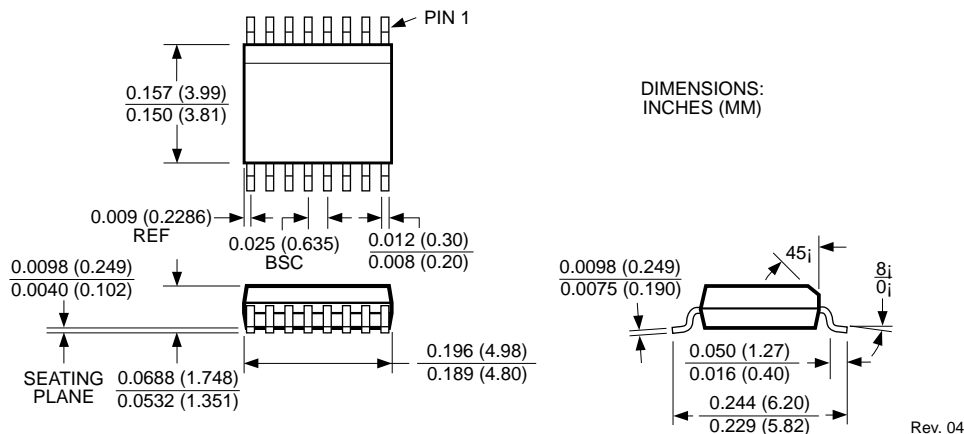 PIN 1
0.157 (3.99)
0.150 (3.81)
DIMENSIONS:
INCHES (MM)
0.009 (0.2286)
REF
0.025 (0.635)
BSC
0.012 (0.30)
0.008 (0.20)
0.0098 (0.249)
0.0040 (0.102)
SEATING
PLANE
0.0688 (1.748)
0.0532 (1.351)
0.196 (4.98)
0.189 (4.80)
0.0098 (0.249)
0.0075 (0.190)
45¡
8¡
0¡
0.050 (1.27)
0.016 (0.40)
0.244 (6.20)
0.229 (5.82)
Rev. 04